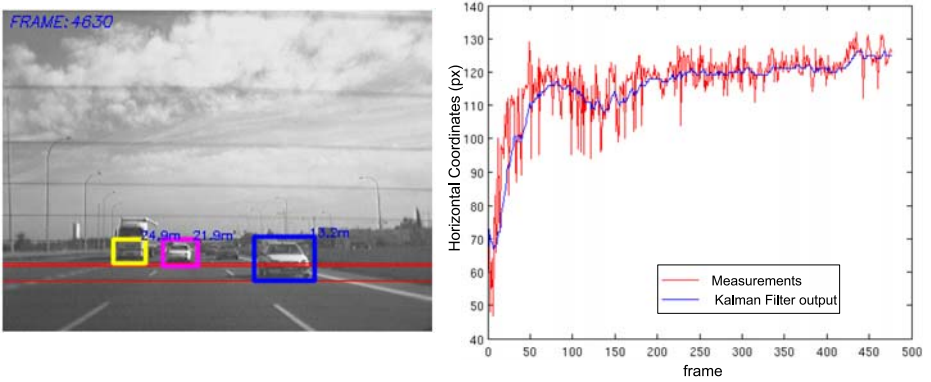 FRAME:4630
24,9m
21,9m
13,2m
Horizontal Coordinates (px)
140
130
120
110
100
90
80
70
60
50
40
0
50
100
150
200
250
300
350
400
450
500
frame
Measurements
Kalman Filter output